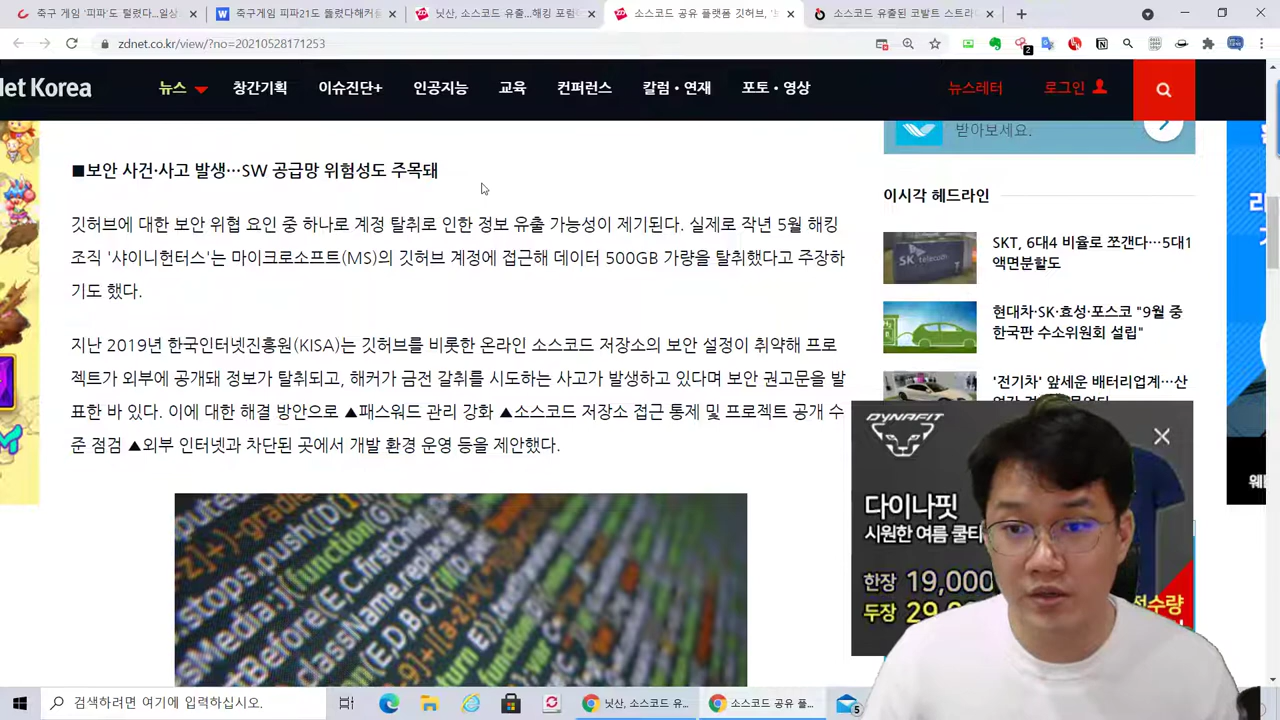 축구 게임 '피파'도 털렸다...일상
축구게임 피파21도 뚫렸다해커들
닛산, 소스코드 유출...해킹 포럼
소스코드 공유 플랫폼 깃허브, '
소스코드 유출된 코발트 스트라
zdnet.co.kr/view/?no=20210528171253
2
Net Korea
뉴스
창간기획
이슈진단+
인공지능
교육
컨퍼런스
칼럼・연재
포토・영상
뉴스레터
로그인
받아보세요.
■보안 사건·사고 발생…SW 공급망 위험성도 주목돼
깃허브에 대한 보안 위협 요인 중 하나로 계정 탈취로 인한 정보 유출 가능성이 제기된다. 실제로 작년 5월 해킹
조직 '샤이니헌터스'는 마이크로소프트(MS)의 깃허브 계정에 접근해 데이터 500GB 가량을 탈취했다고 주장하
기도 했다.
지난 2019년 한국인터넷진흥원(KISA)는 깃허브를 비롯한 온라인 소스코드 저장소의 보안 설정이 취약해 프로
젝트가 외부에 공개돼 정보가 탈취되고, 해커가 금전 갈취를 시도하는 사고가 발생하고 있다며 보안 권고문을 발
표한 바 있다. 이에 대한 해결 방안으로 ▲패스워드 관리 강화 ▲소스코드 저장소 접근 통제 및 프로젝트 공개 수
준 점검 ▲외부 인터넷과 차단된 곳에서 개발 환경 운영 등을 제안했다.
이시각 헤드라인
SK telecom
SKT, 6대4 비율로 쪼갠다…5대1
액면분할도
현대차·SK·효성·포스코 "9월 중
한국판 수소위원회 설립"
'전기차' 앞세운 배터리업계…산
DYNAFIT
다이나핏
시원한 여름 쿨티
한장 19,000
두장 29,
검색하려면 여기에 입력하십시오.
닛산, 소스코드 유...
소스코드 공유 플...
5